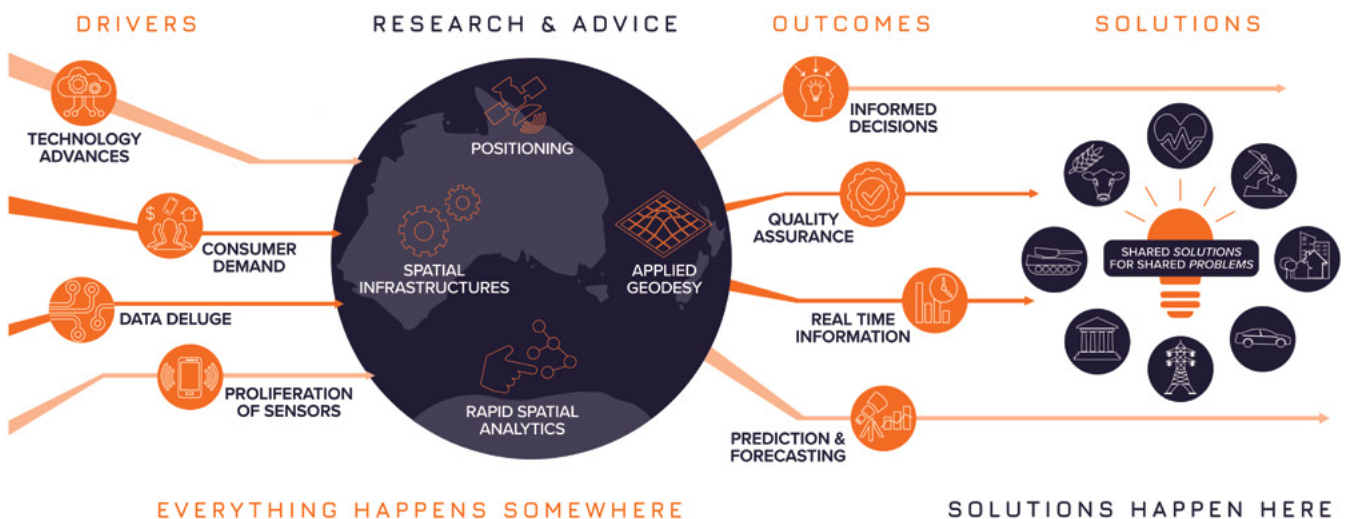 DRIVERS
RESEARCH & ADVICE
OUTCOMES
SOLUTIONS
TECHNOLOGY
ADVANCES
CONSUMER
DEMAND
$
DATA DELUGE
PROLIFERATION
OF SENSORS
POSITIONING
SPATIAL
INFRASTRUCTURES
APPLIED
GEODESY
RAPID SPATIAL
ANALYTICS
INFORMED
DECISIONS
QUALITY
ASSURANCE
REAL TIME
INFORMATION
PREDICTION &
FORECASTING
SHARED SOLUTIONS
FOR SHARED PROBLEMS
EVERYTHING HAPPENS SOMEWHERE
SOLUTIONS HAPPEN HERE